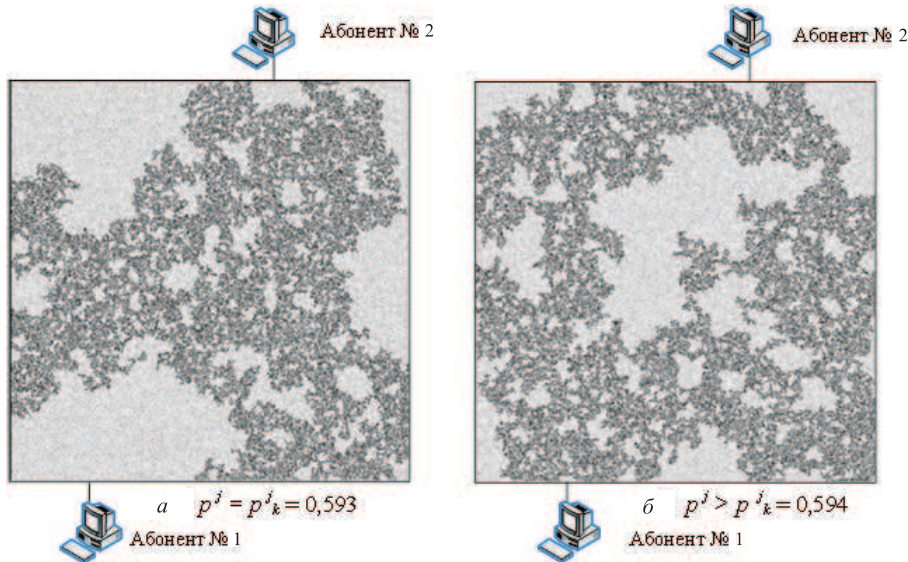 Абонент № 2
Абонент № 2
а p^j = p^j_k = 0,593
б p^j > p^j_k = 0,594
Абонент № 1
Абонент № 1